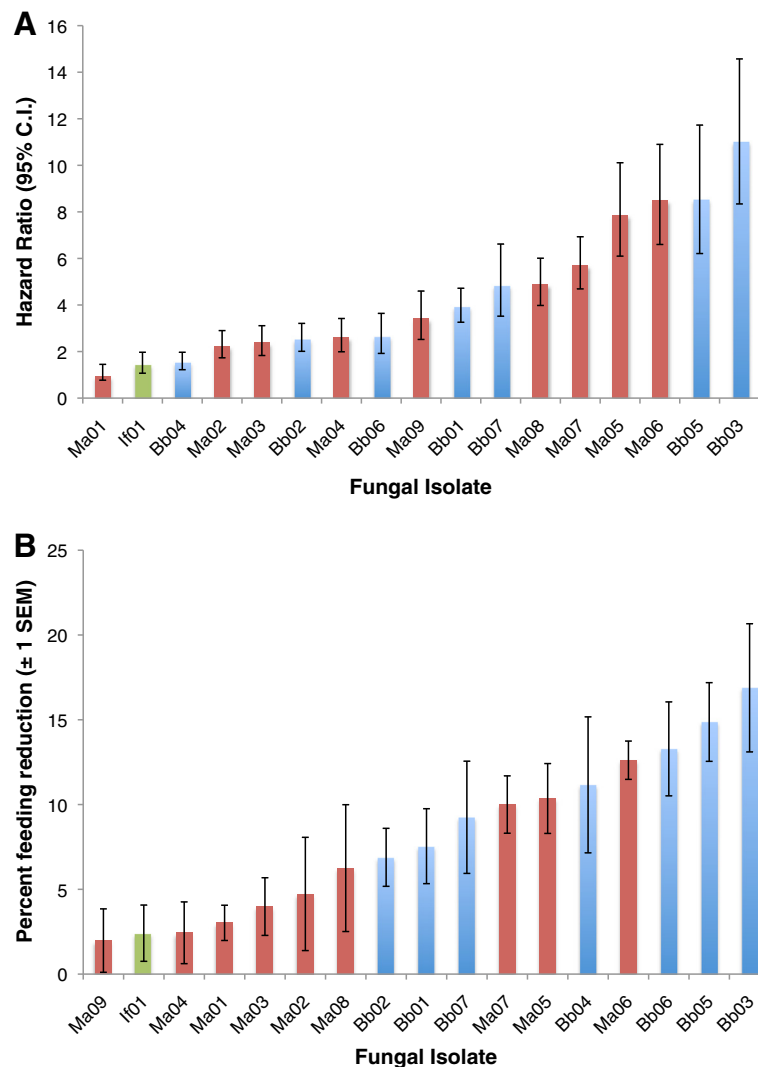 A
Hazard Ratio (95% C.I.)
16
14
12
10
8
6
4
2
0
Ma01 If01 Bb04 Ma02 Ma03 Bb02 Ma04 Bb06 Ma09 Bb01 Bb07 Ma08 Ma07 Ma05 Ma06 Bb05 Bb03
Fungal Isolate
B
Percent feeding reduction (± 1 SEM)
25
20
15
10
5
0
Ma09 If01 Ma04 Ma01 Ma03 Ma02 Ma08 Bb02 Bb01 Bb07 Ma07 Ma05 Bb04 Ma06 Bb06 Bb05 Bb03
Fungal Isolate